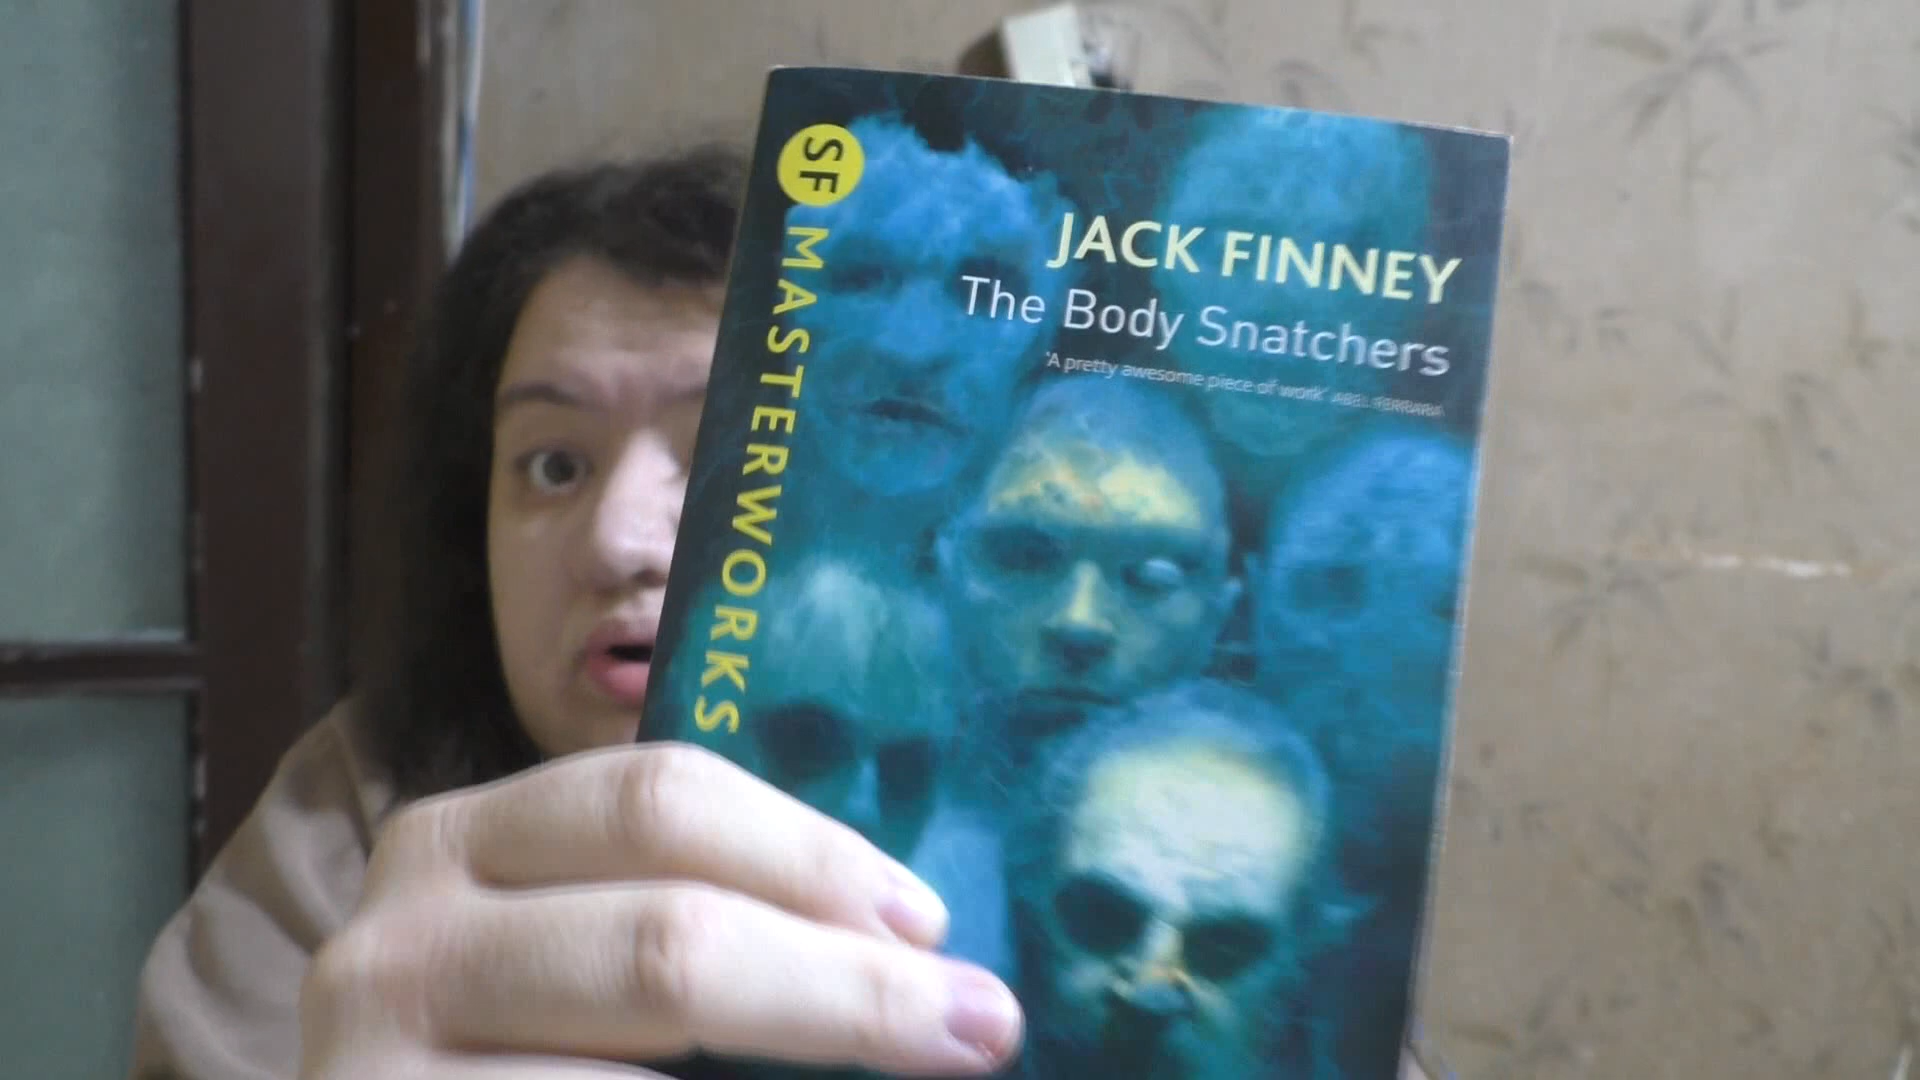 SF MASTERWORKS
JACK FINNEY
The Body Snatchers
'A pretty awesome piece of work' ABEL FERRARA